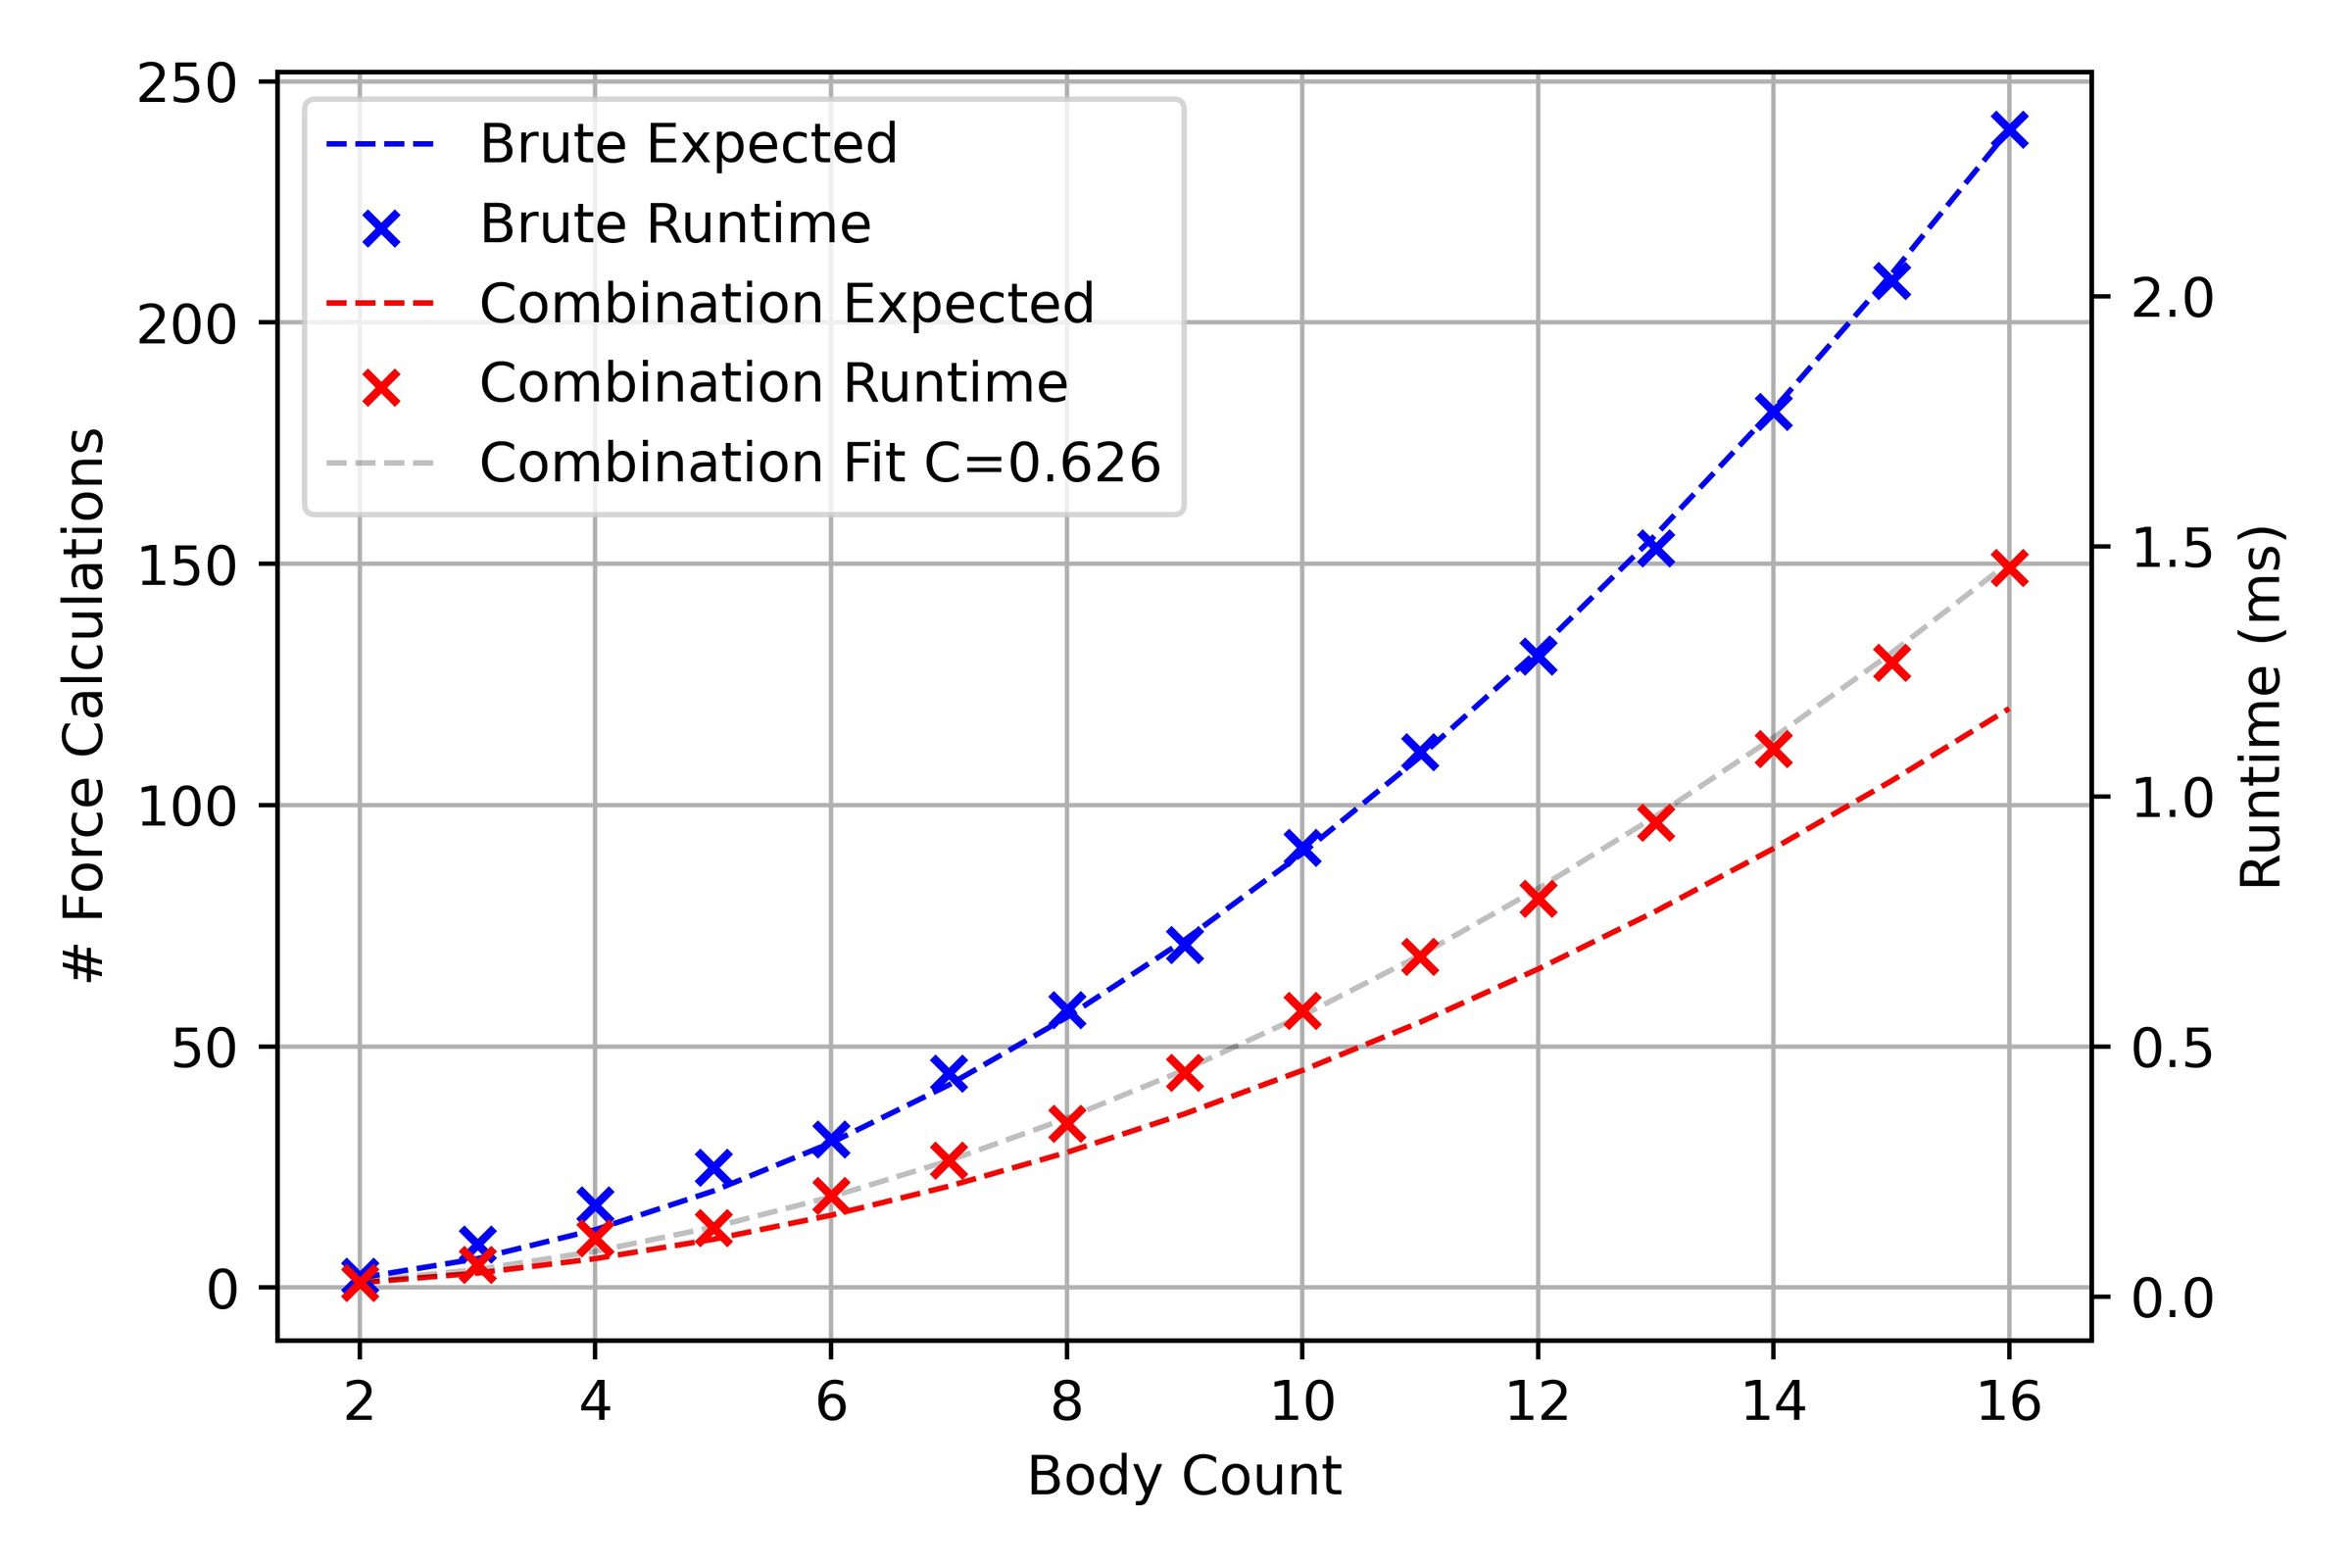 250
200
150
100
50
0
# Force Calculations
Brute Expected
Brute Runtime
Combination Expected
Combination Runtime
Combination Fit C=0.626
2.0
1.5
1.0
0.5
0.0
Runtime (ms)
2 4 6 8 10 12 14 16
Body Count